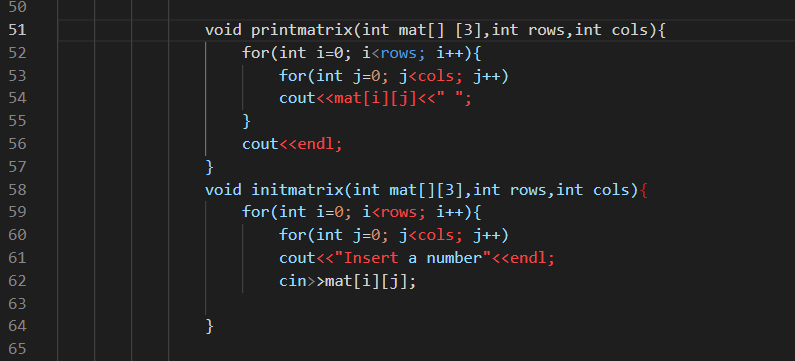 50
51 void printmatrix(int mat[] [3],int rows,int cols){
52 for(int i=0; i<rows; i++){
53 for(int j=0; j<cols; j++)
54 cout<<mat[i][j]<<" ";
55 }
56 cout<<endl;
57 }
58 void initmatrix(int mat[][3],int rows,int cols){
59 for(int i=0; i<rows; i++){
60 for(int j=0; j<cols; j++)
61 cout<<"Insert a number"<<endl;
62 cin>>mat[i][j];
63
64 }
65